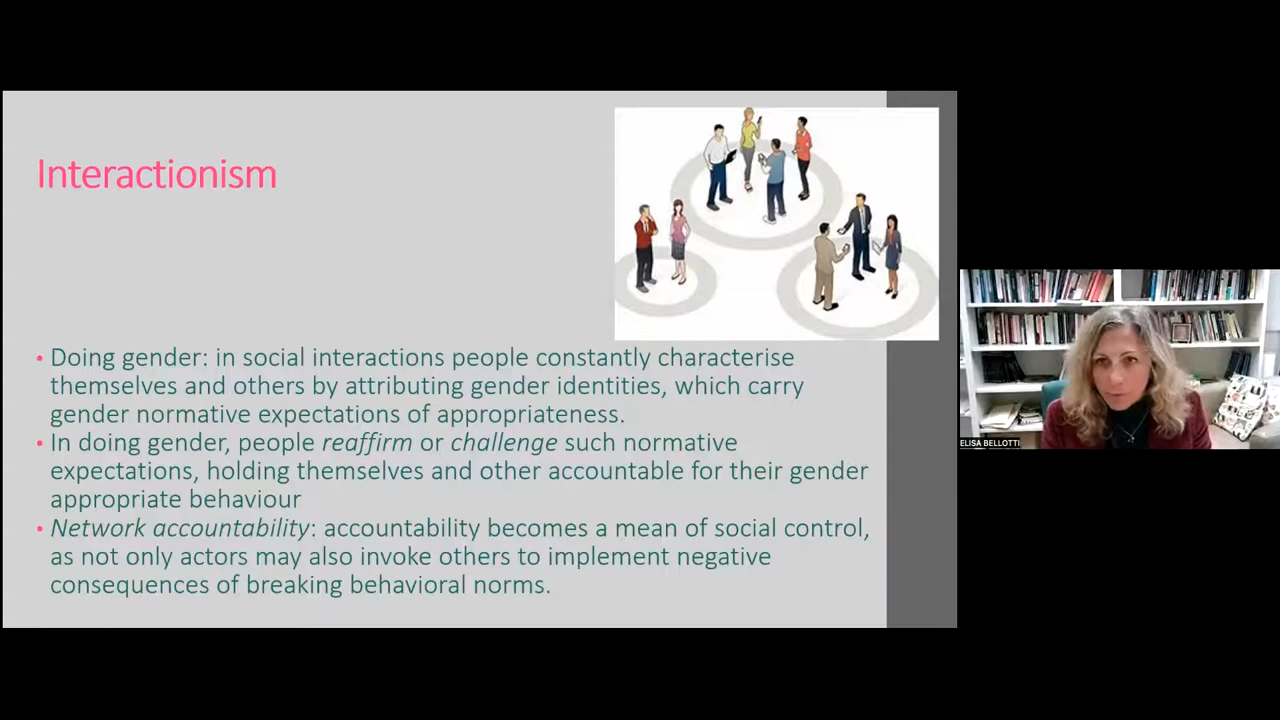 Interactionism
• Doing gender: in social interactions people constantly characterise
themselves and others by attributing gender identities, which carry
gender normative expectations of appropriateness.
• In doing gender, people reaffirm or challenge such normative
expectations, holding themselves and other accountable for their gender
appropriate behaviour
• Network accountability: accountability becomes a mean of social control,
as not only actors may also invoke others to implement negative
consequences of breaking behavioral norms.
ELISA BELLOTTI